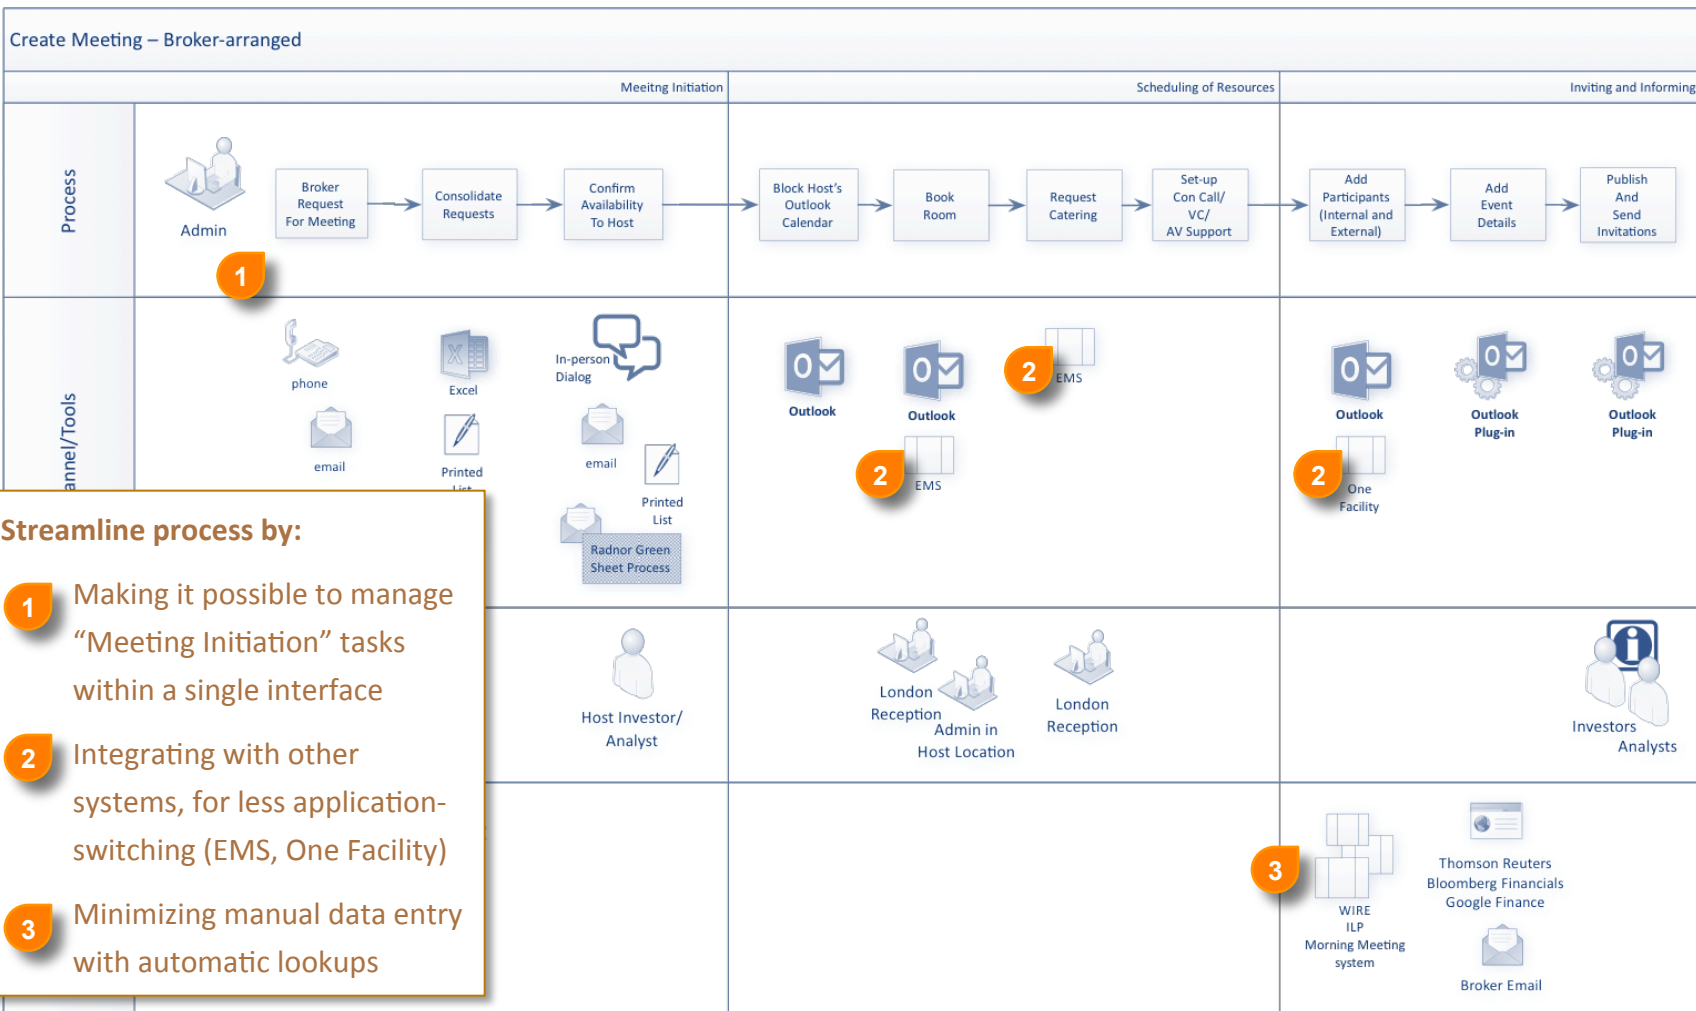 Create Meeting – Broker-arranged
Meeitng Initiation
Scheduling of Resources
Inviting and Informing
Process
Admin
Broker
Request
For Meeting
Consolidate
Requests
Confirm
Availability
To Host
Block Host's
Outlook
Calendar
Book
Room
Request
Catering
Set-up
Con Call/
VC/
AV Support
Add
Participants
(Internal and
External)
Add
Event
Details
Publish
And
Send
Invitations
1
annel/Tools
phone
email
Excel
Printed
In-person
Dialog
email
Printed
List
Radnor Green
Sheet Process
Outlook
Outlook
2
EMS
2
EMS
Outlook
2
One
Facility
Outlook
Plug-in
Outlook
Plug-in
Host Investor/
Analyst
London
Reception
Admin in
Host Location
London
Reception
Investors
Analysts
3
WIRE
ILP
Morning Meeting
system
Thomson Reuters
Bloomberg Financials
Google Finance
Broker Email
Streamline process by:
1
Making it possible to manage
“Meeting Initiation” tasks
within a single interface
2
Integrating with other
systems, for less application-
switching (EMS, One Facility)
3
Minimizing manual data entry
with automatic lookups